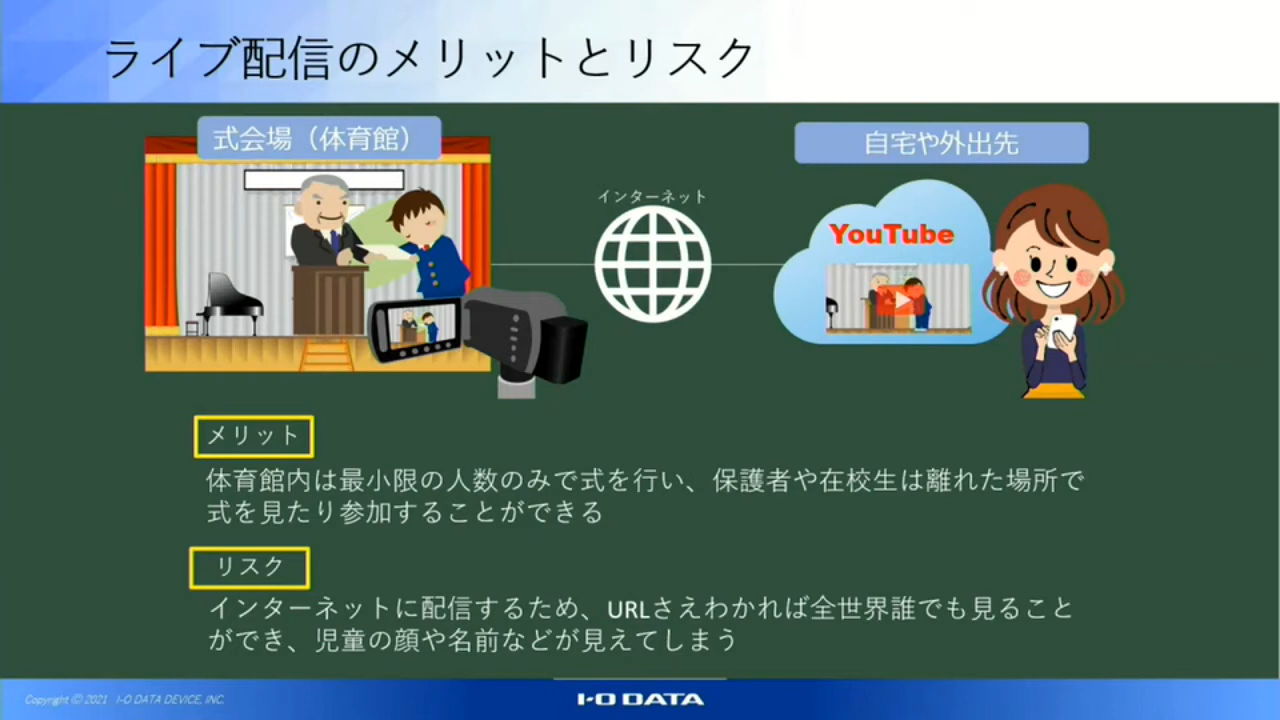 ライブ配信のメリットとリスク
式会場（体育館）
自宅や外出先
インターネット
YouTube
メリット
体育館内は最小限の人数のみで式を行い、保護者や在校生は離れた場所で
式を見たり参加することができる
リスク
インターネットに配信するため、URLさえわかれば全世界誰でも見ること
ができ、児童の顔や名前などが見えてしまう
Copyright © 2021 I-O DATA DEVICE, INC.
I-O DATA